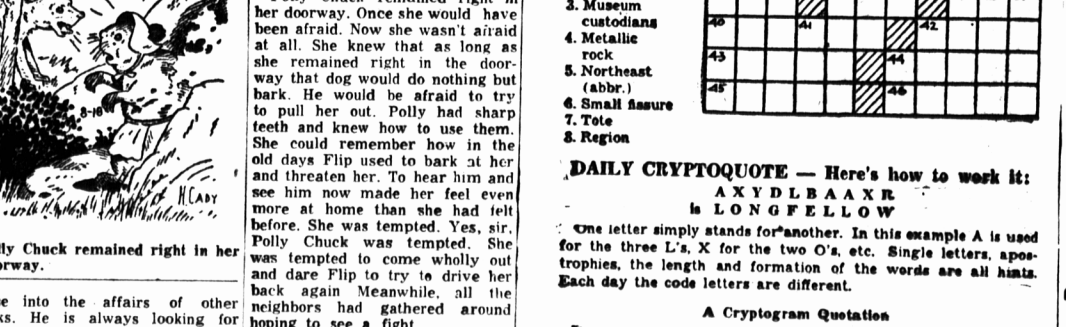 8-10
H. CADY
lly Chuck remained right in her
orway.
e into the affairs of other
ks. He is always looking for
Polly Chuck remained right in
her doorway. Once she would have
been afraid. Now she wasn't afraid
at all. She knew that as long as
she remained right in the door-
way that dog would do nothing but
bark. He would be afraid to try
to pull her out. Polly had sharp
teeth and knew how to use them.
She could remember how in the
old days Flip used to bark at her
and threaten her. To hear him and
see him now made her feel even
more at home than she had felt
before. She was tempted. Yes, sir,
Polly Chuck was tempted. She
was tempted to come wholly out
and dare Flip to try to drive her
back again Meanwhile, all the
neighbors had gathered around
hoping to see a fight
3. Museum
custodians
4. Metallic
rock
5. Northeast
(abbr.)
6. Small fissure
7. Tote
8. Region
40 41 42
43 44
45 46
DAILY CRYPTOQUOTE — Here's how to work it:
A X Y D L B A A X R
is L O N G F E L L O W
One letter simply stands for another. In this example A is used
for the three L's, X for the two O's, etc. Single letters, apos-
trophies, the length and formation of the words are all hints.
Each day the code letters are different.
A Cryptogram Quotation